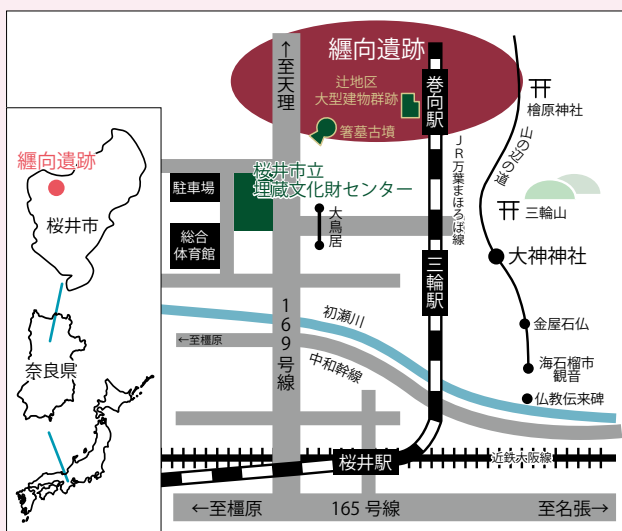 纒向遺跡
桜井市
奈良県
←至天理
纒向遺跡
辻地区
大型建物群跡
箸墓古墳
巻向駅
檜原神社
山の辺の道
三輪山
JR万葉まほろば線
駐車場
桜井市立
埋蔵文化財センター
総合
体育館
大鳥居
大神神社
三輪駅
169号線
初瀬川
←至橿原
中和幹線
金屋石仏
海石榴市
観音
仏教伝来碑
桜井駅
近鉄大阪線
←至橿原
165号線
至名張→